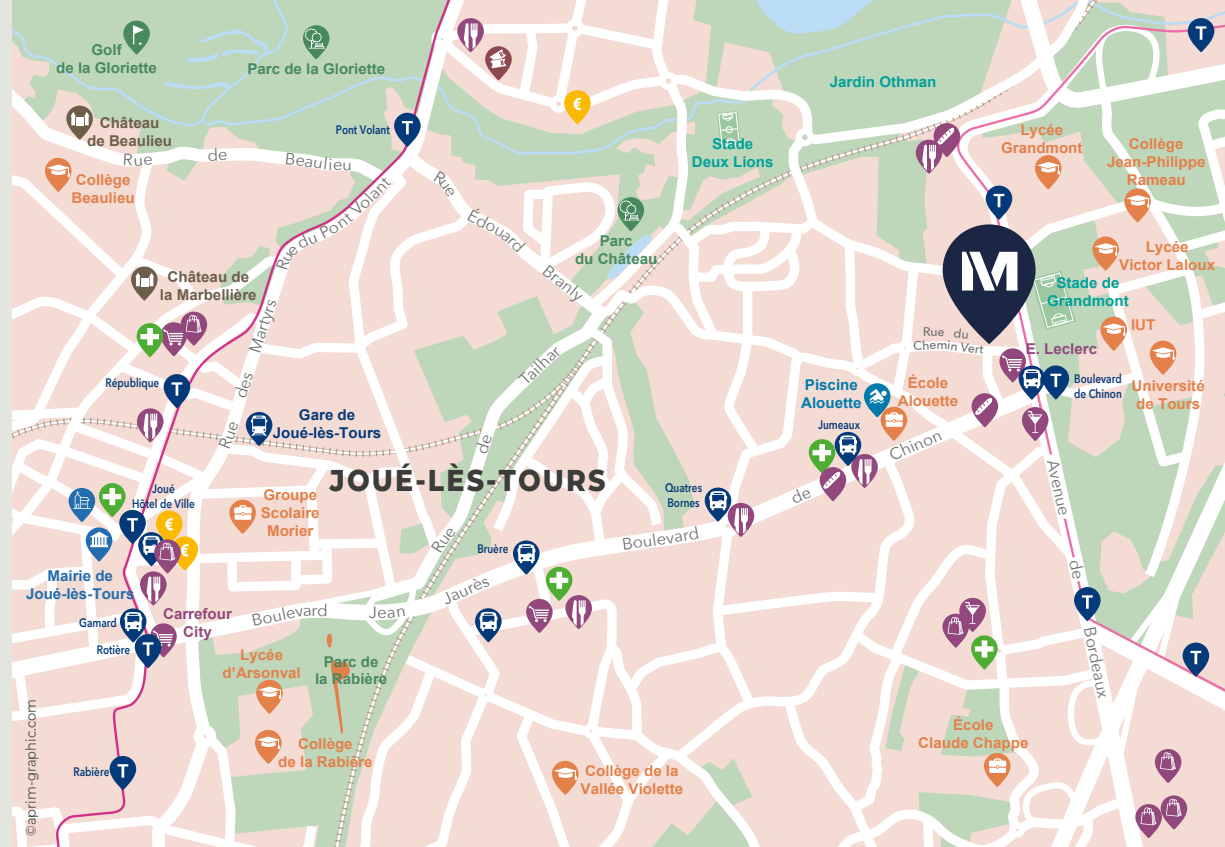 Golf
de la Gloriette
Parc de la Gloriette
T
Jardin Othman
€
Château
de Beaulieu
Pont Volant
T
Stade
Deux Lions
Lycée
Grandmont
Collège
Jean-Philippe
Rameau
Rue de Beaulieu
Collège
Beaulieu
Rue Édouard Branly
T
Rue du Pont Volant
Parc
du Château
Lycée
Victor Laloux
M
Château de
la Marbellière
Stade de
Grandmont
Rue des Martyrs
Rue du
Chemin Vert
IUT
E. Leclerc
République
T
Rue de Tailhar
Piscine
Alouette
École
Alouette
T
Boulevard
de Chinon
Université
de Tours
Gare de
Joué-lès-Tours
Jumeaux
JOUÉ-LÈS-TOURS
Boulevard de Chinon
Avenue de Bordeaux
Joué
Hôtel de Ville
T
€
€
Groupe
Scolaire
Morier
Quatres
Bornes
Bruère
Mairie de
Joué-lès-Tours
Boulevard Jean Jaurès
Gamard
Carrefour
City
Rotière
T
T
T
Lycée
d'Arsonval
Parc de
la Rabière
Collège
de la Rabière
École
Claude Chappe
Rabière
T
Collège de la
Vallée Violette
©aprim-graphic.com